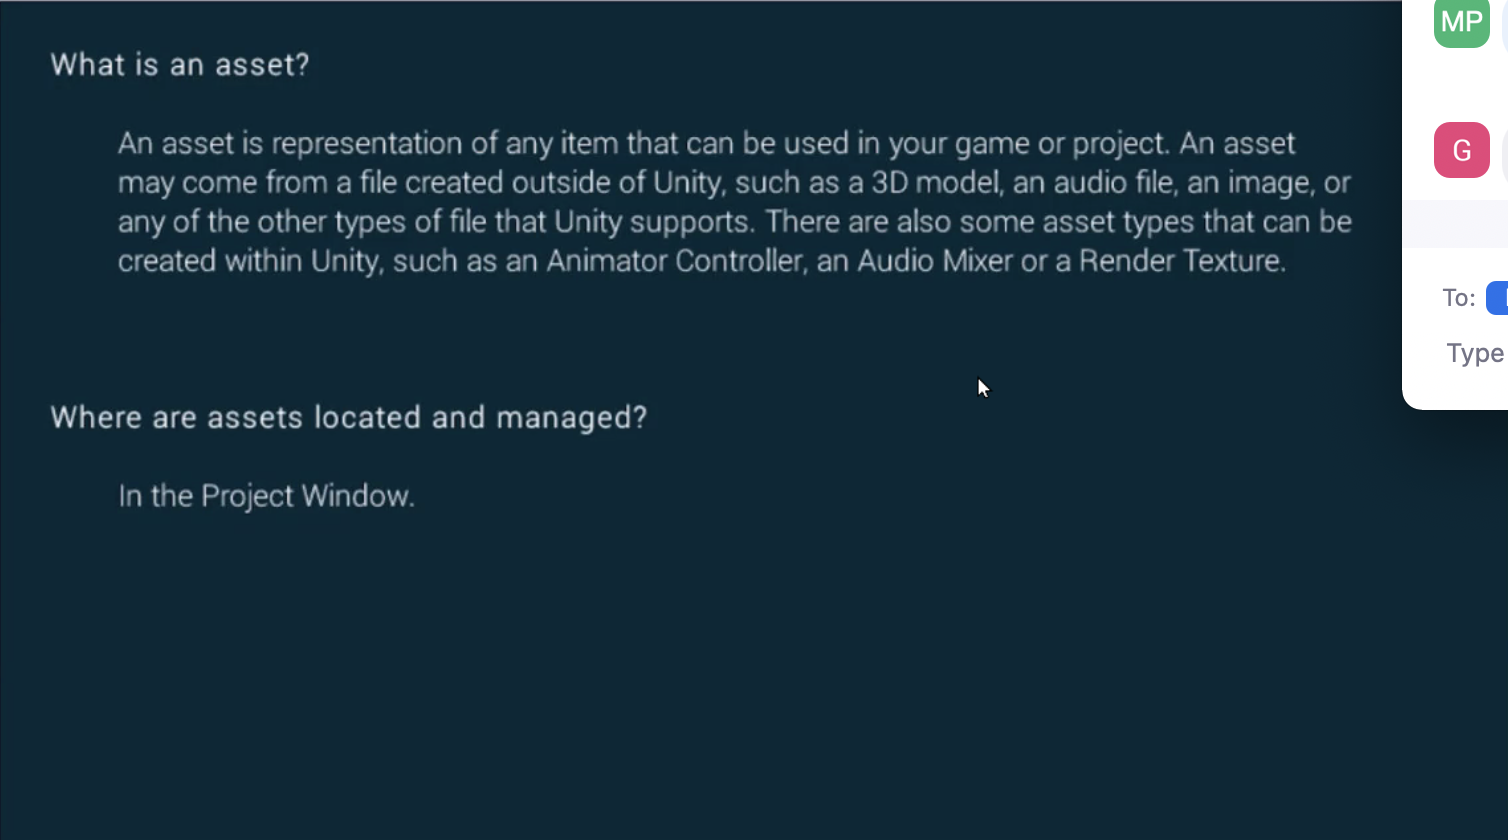 What is an asset?
An asset is representation of any item that can be used in your game or project. An asset
may come from a file created outside of Unity, such as a 3D model, an audio file, an image, or
any of the other types of file that Unity supports. There are also some asset types that can be
created within Unity, such as an Animator Controller, an Audio Mixer or a Render Texture.
Where are assets located and managed?
In the Project Window.
MP
G
To:
Type